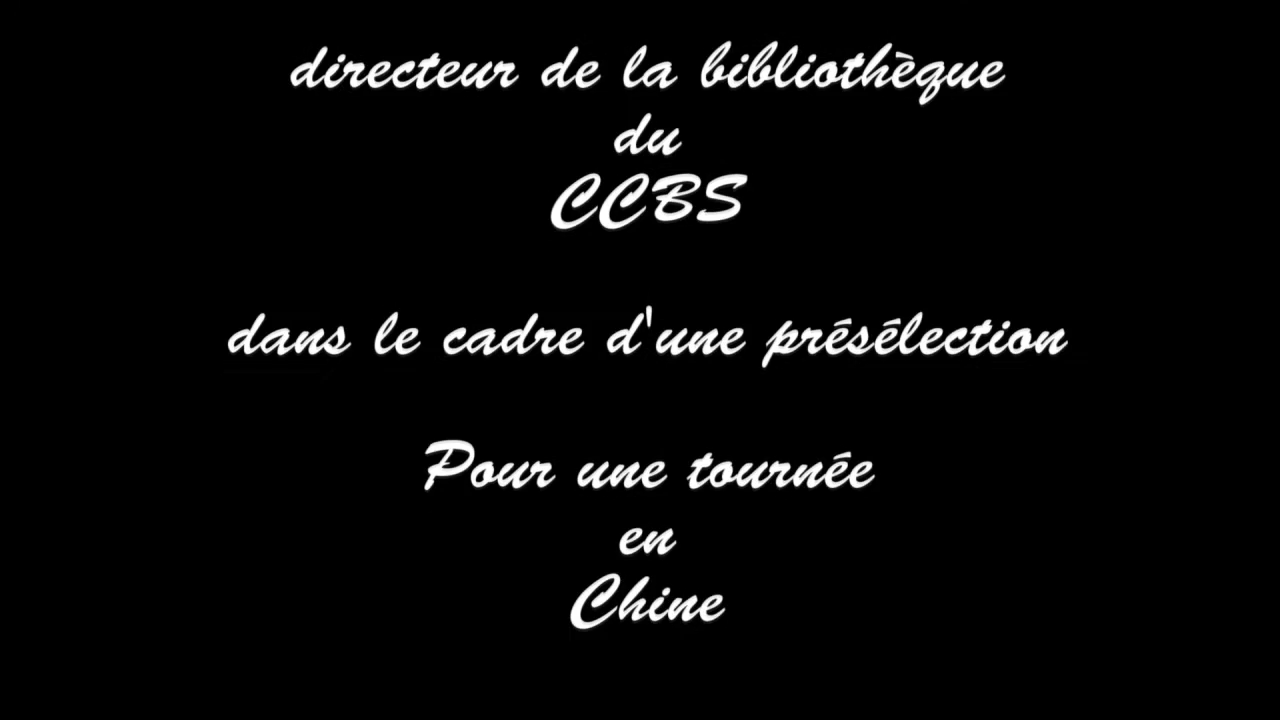 directeur de la bibliothèque
du
CCBS
dans le cadre d'une présélection
Pour une tournée
en
Chine